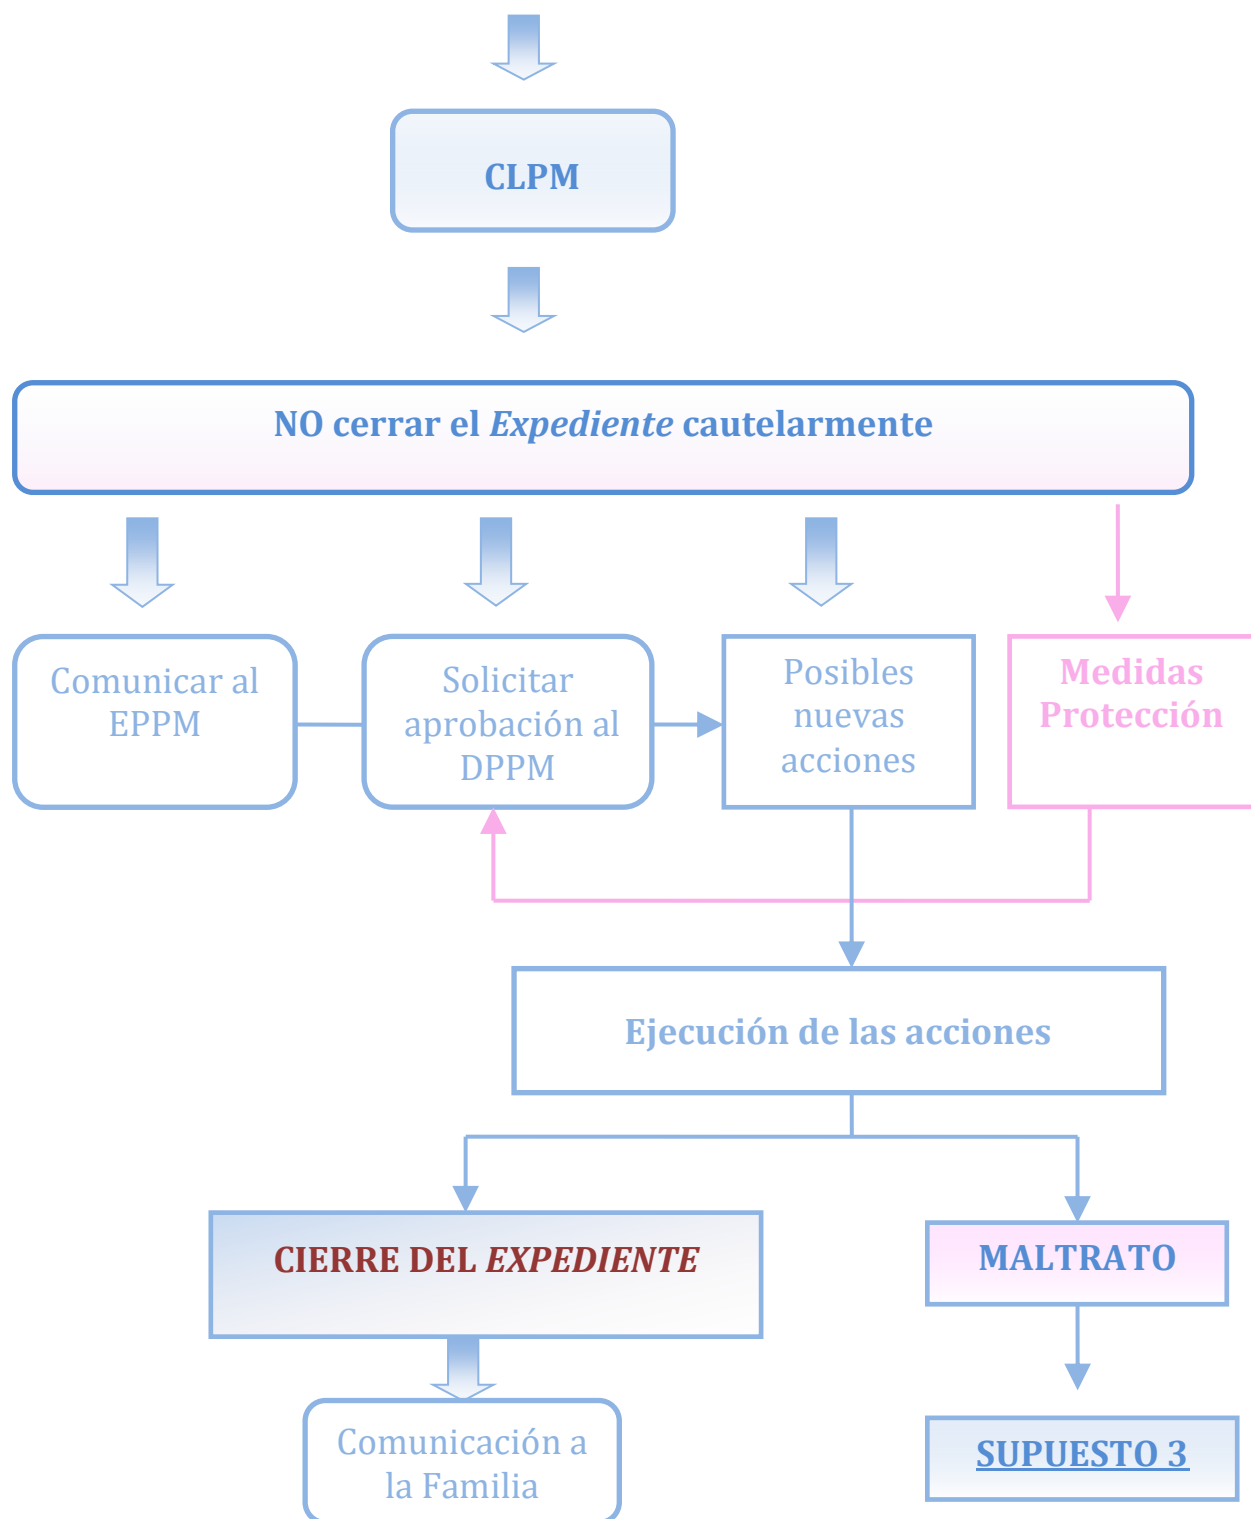 CLPM
NO cerrar el Expediente cautelarmente
Comunicar al
EPPM
Solicitar
aprobación al
DPPM
Posibles
nuevas
acciones
Medidas
Protección
Ejecución de las acciones
CIERRE DEL EXPEDIENTE
MALTRATO
Comunicación a
la Familia
SUPUESTO 3